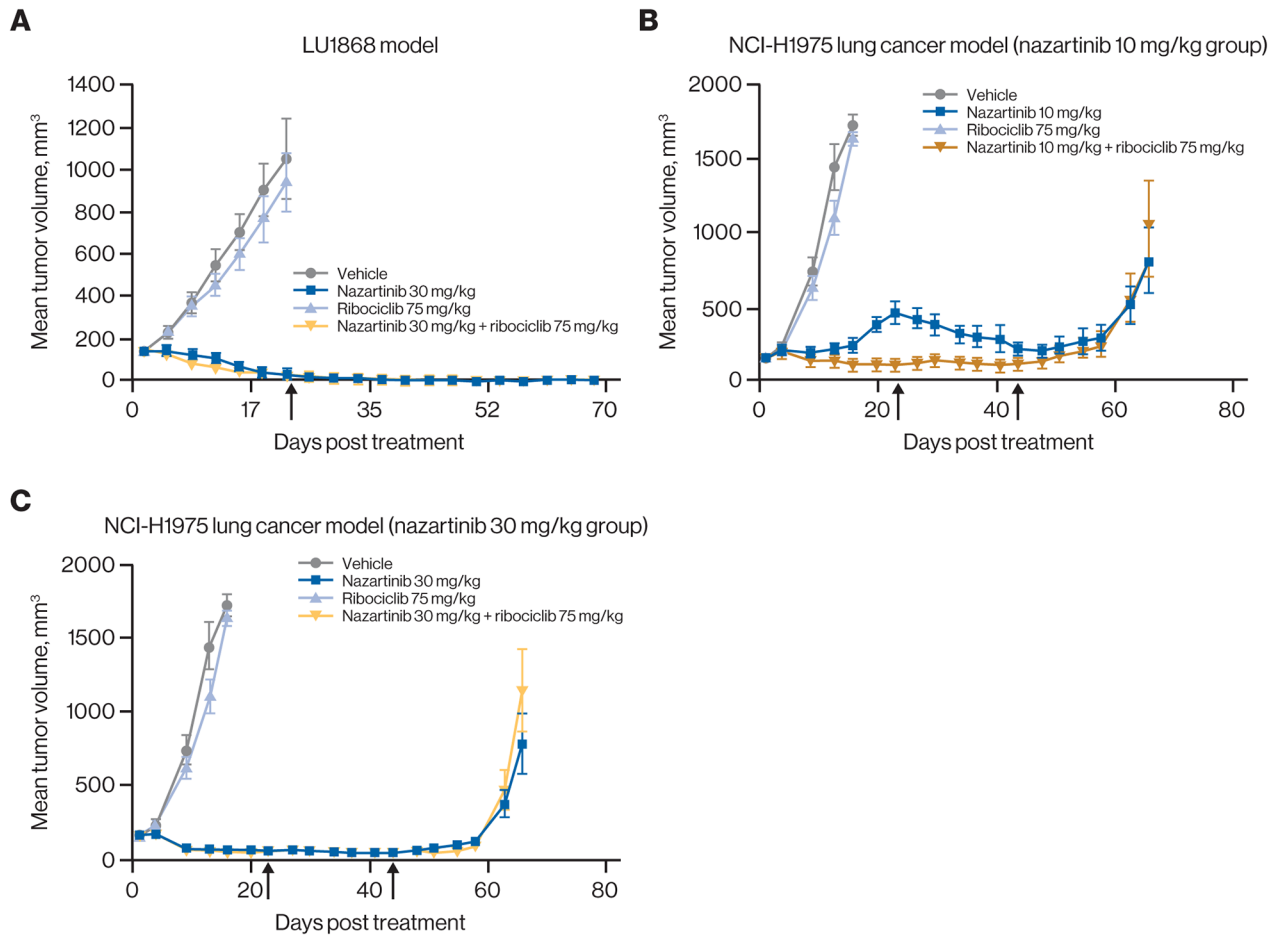 A
LU1868 model
Mean tumor volume, mm³
1400
1200
1000
800
600
400
200
0
0 17 35 52 70
Days post treatment
Vehicle
Nazartinib 30 mg/kg
Ribociclib 75 mg/kg
Nazartinib 30 mg/kg + ribociclib 75 mg/kg
B
NCI-H1975 lung cancer model (nazartinib 10 mg/kg group)
Mean tumor volume, mm³
2000
1500
1000
500
0
0 20 40 60 80
Days post treatment
Vehicle
Nazartinib 10 mg/kg
Ribociclib 75 mg/kg
Nazartinib 10 mg/kg + ribociclib 75 mg/kg
C
NCI-H1975 lung cancer model (nazartinib 30 mg/kg group)
Mean tumor volume, mm³
2000
1500
1000
500
0
0 20 40 60 80
Days post treatment
Vehicle
Nazartinib 30 mg/kg
Ribociclib 75 mg/kg
Nazartinib 30 mg/kg + ribociclib 75 mg/kg